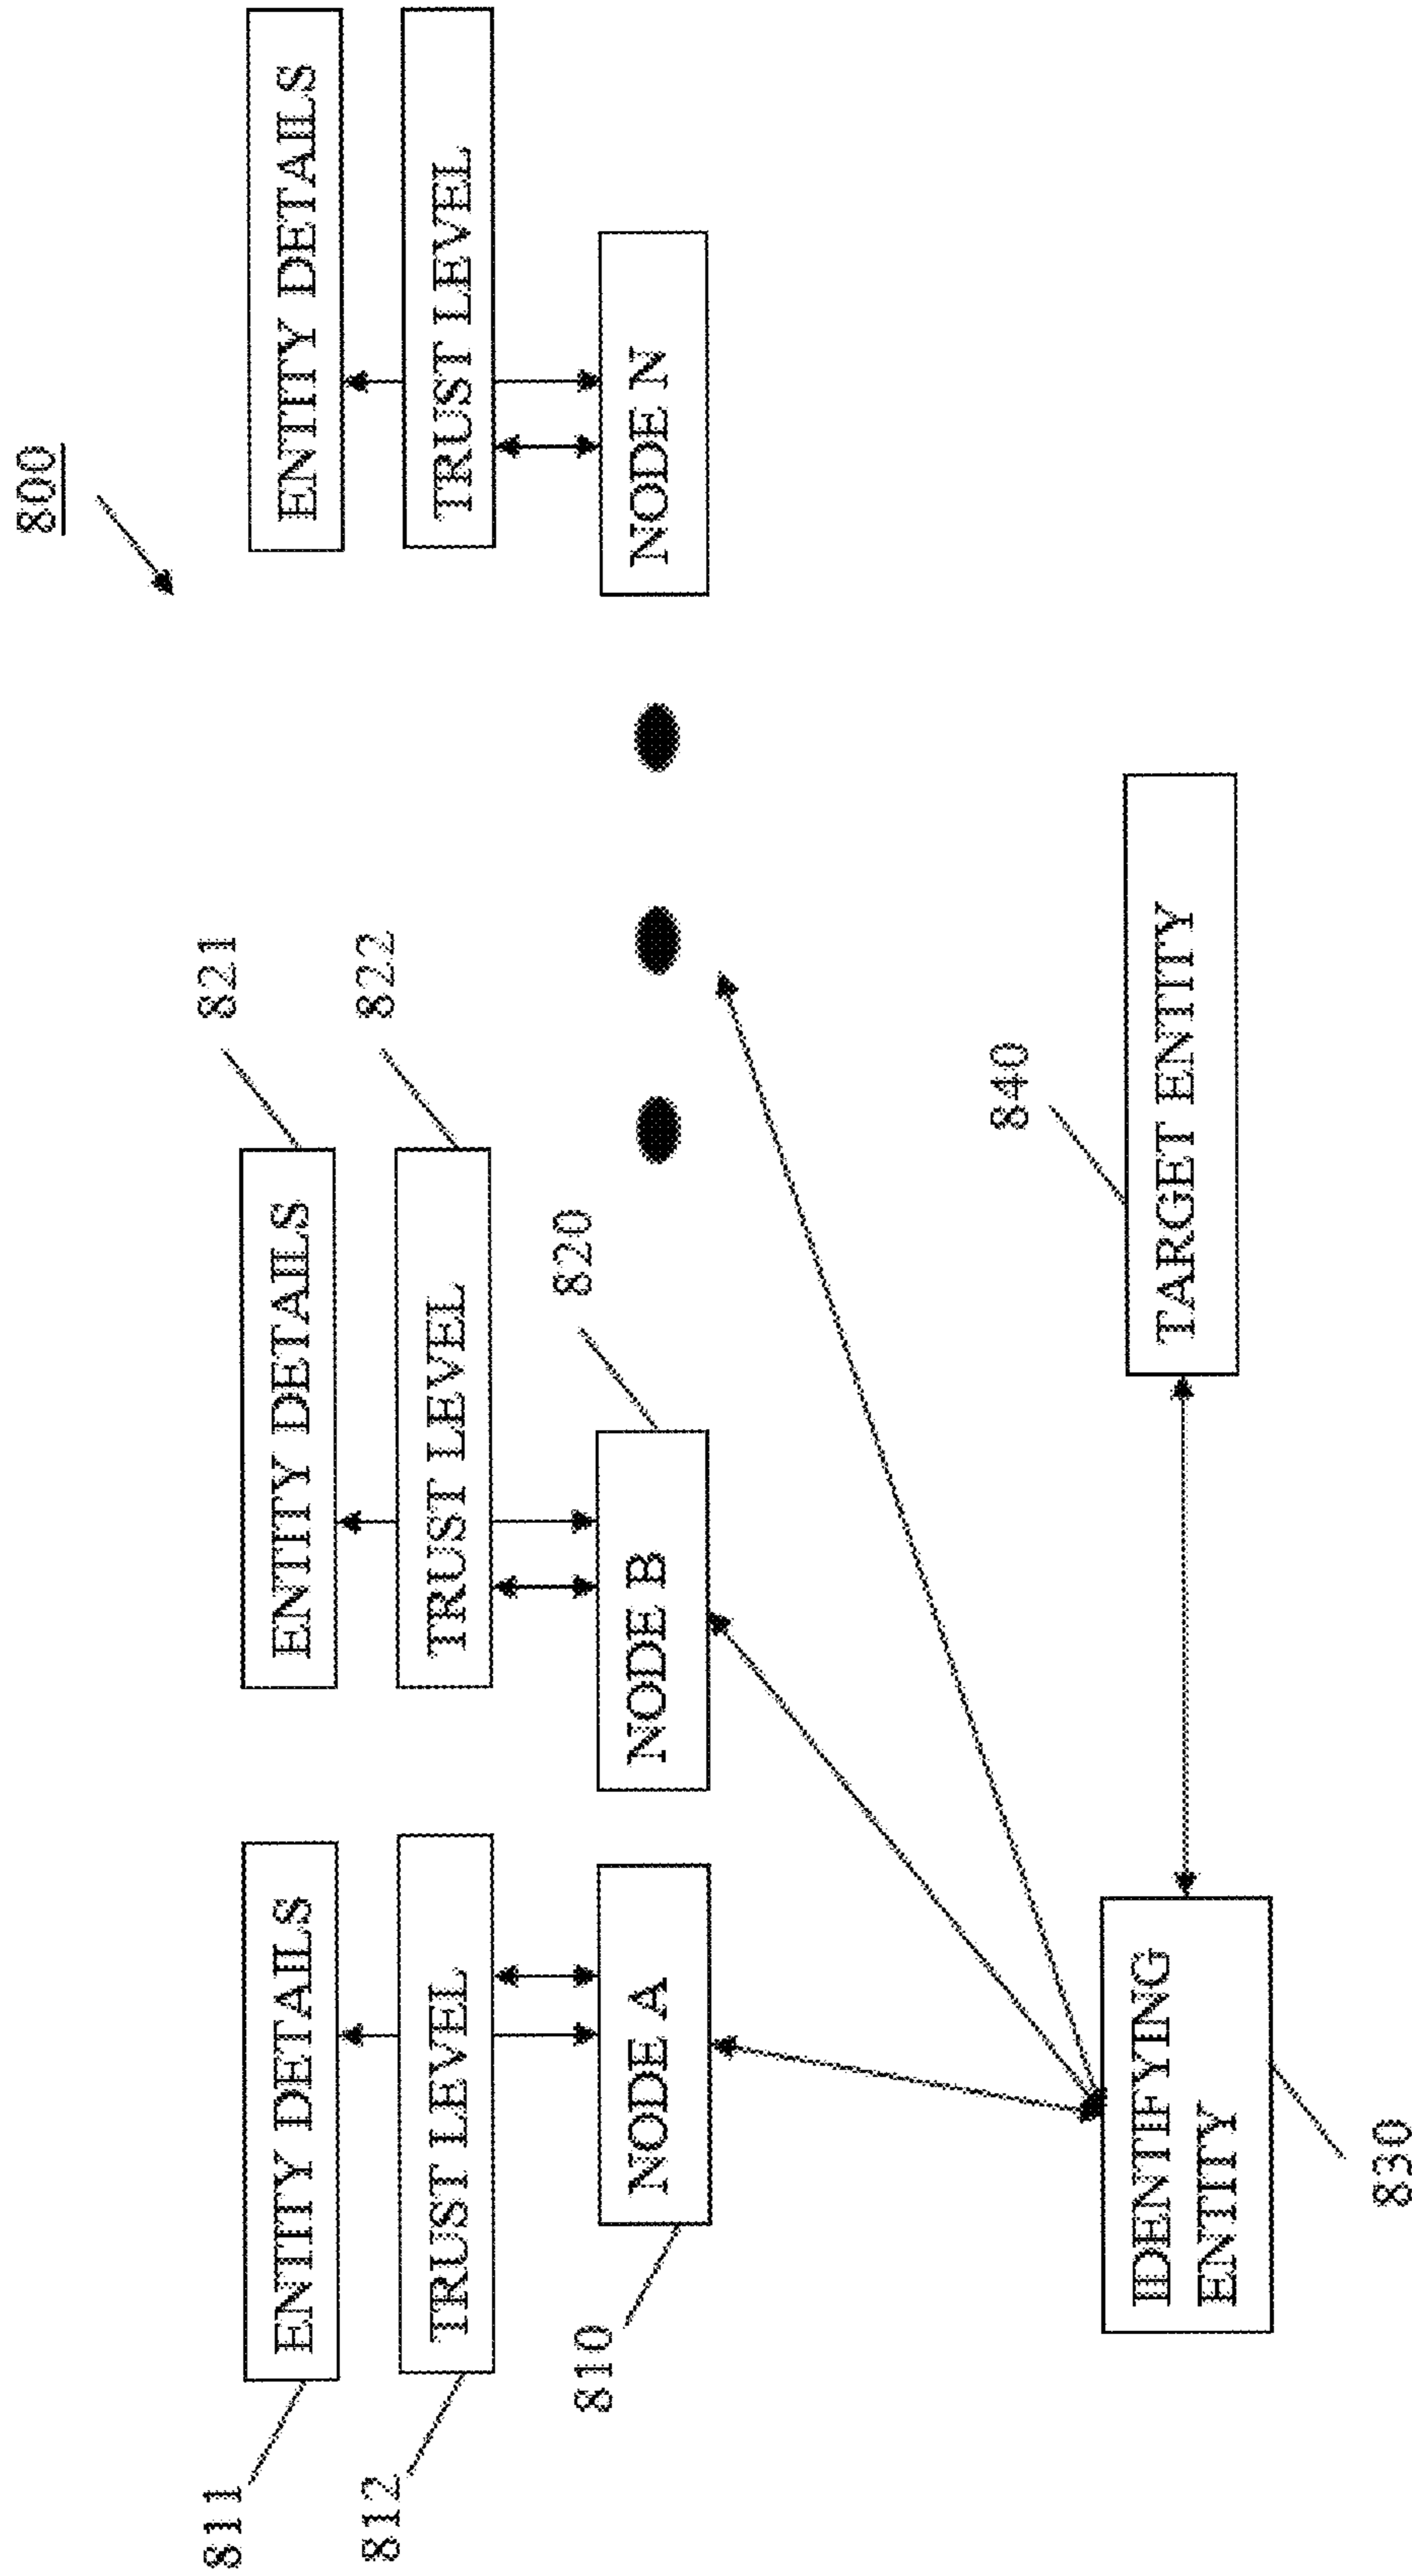 800
811
ENTITY DETAILS
821
ENTITY DETAILS
ENTITY DETAILS
812
TRUST LEVEL
822
TRUST LEVEL
TRUST LEVEL
810
NODE A
820
NODE B
NODE N
840
IDENTIFYING
ENTITY
TARGET ENTITY
830